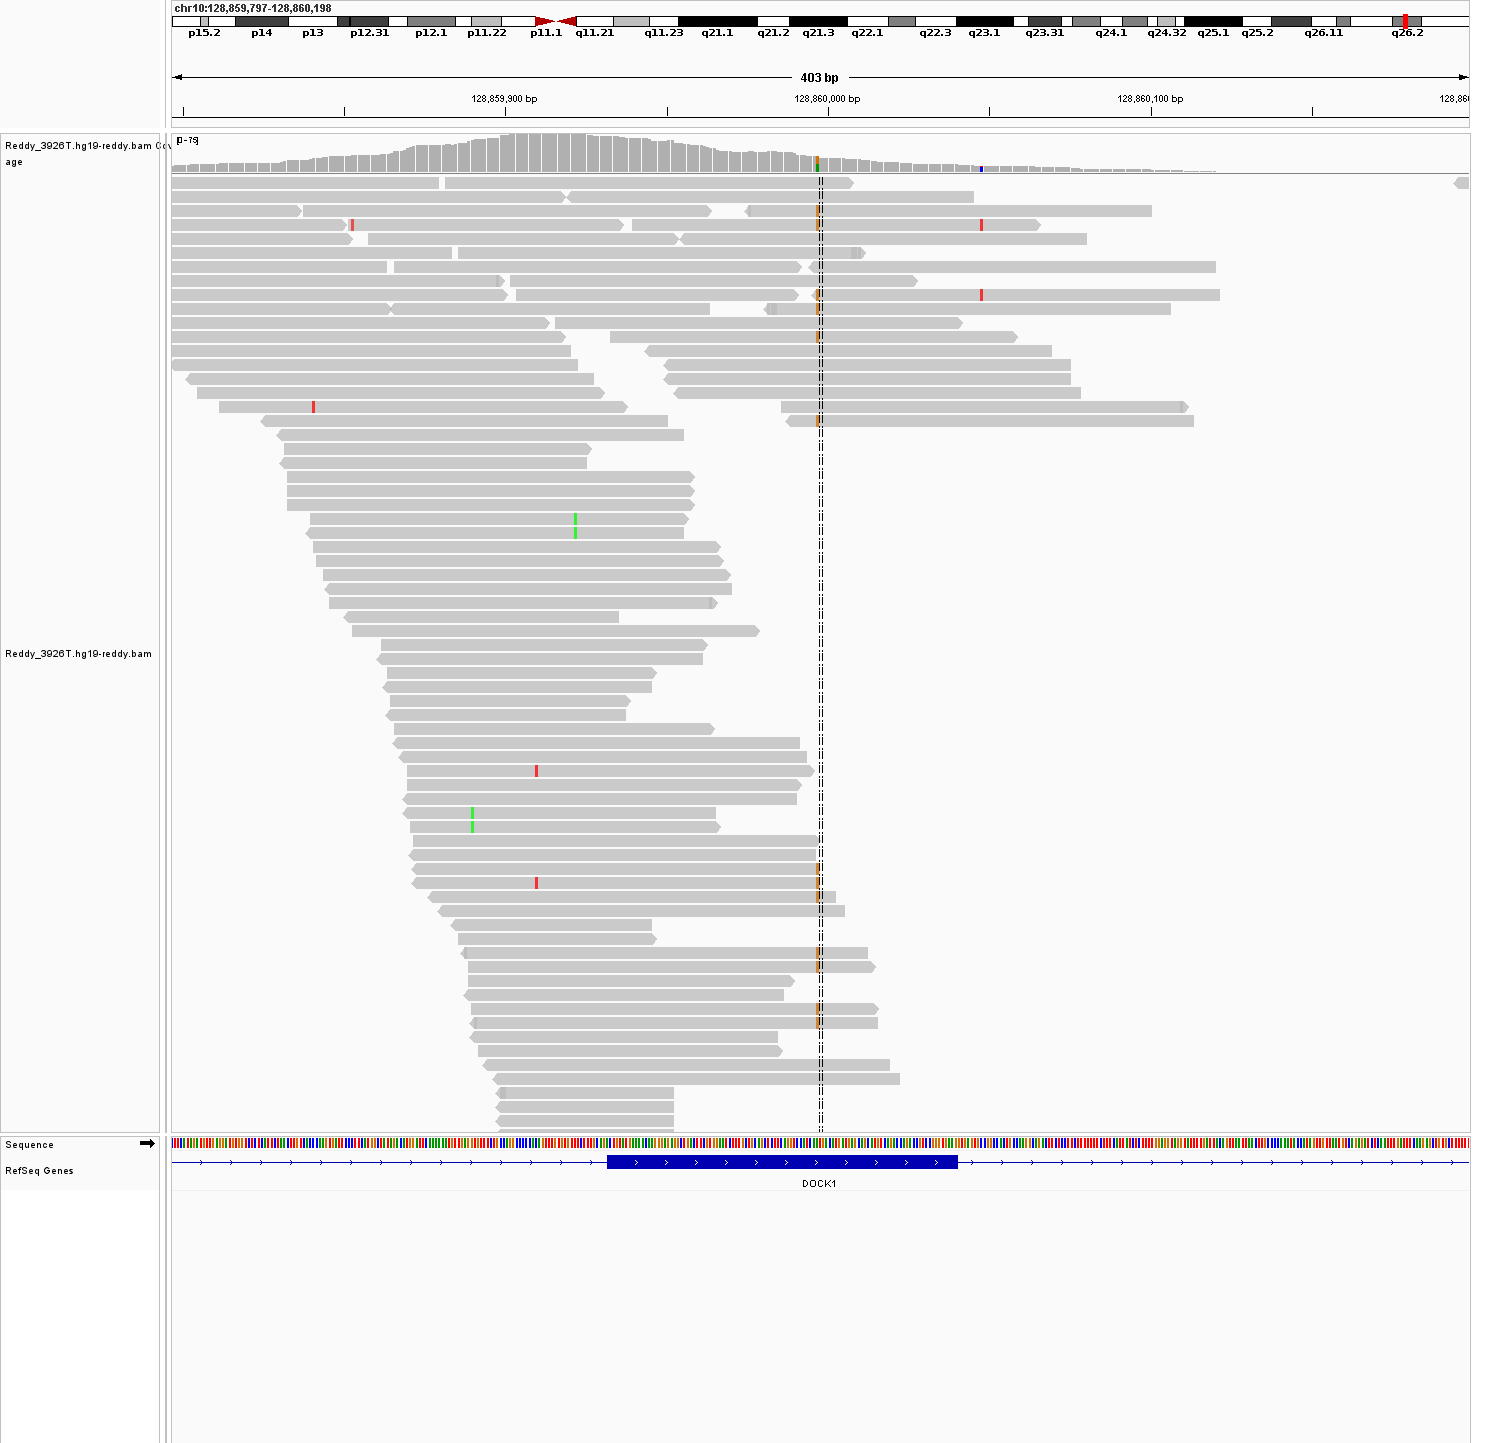 chr10:128,859,797-128,860,198
p15.2 p14 p13 p12.31 p12.1 p11.22 p11.1 q11.21 q11.23 q21.1 q21.2 q21.3 q22.1 q22.3 q23.1 q23.31 q24.1 q24.32 q25.1 q25.2 q26.11 q26.2
403 bp
128,859,900 bp 128,860,000 bp 128,860,100 bp 128,860
Reddy_3926T.hg19-reddy.bam Cov
age
[0-79]
Reddy_3926T.hg19-reddy.bam
Sequence
RefSeq Genes
DOCK1